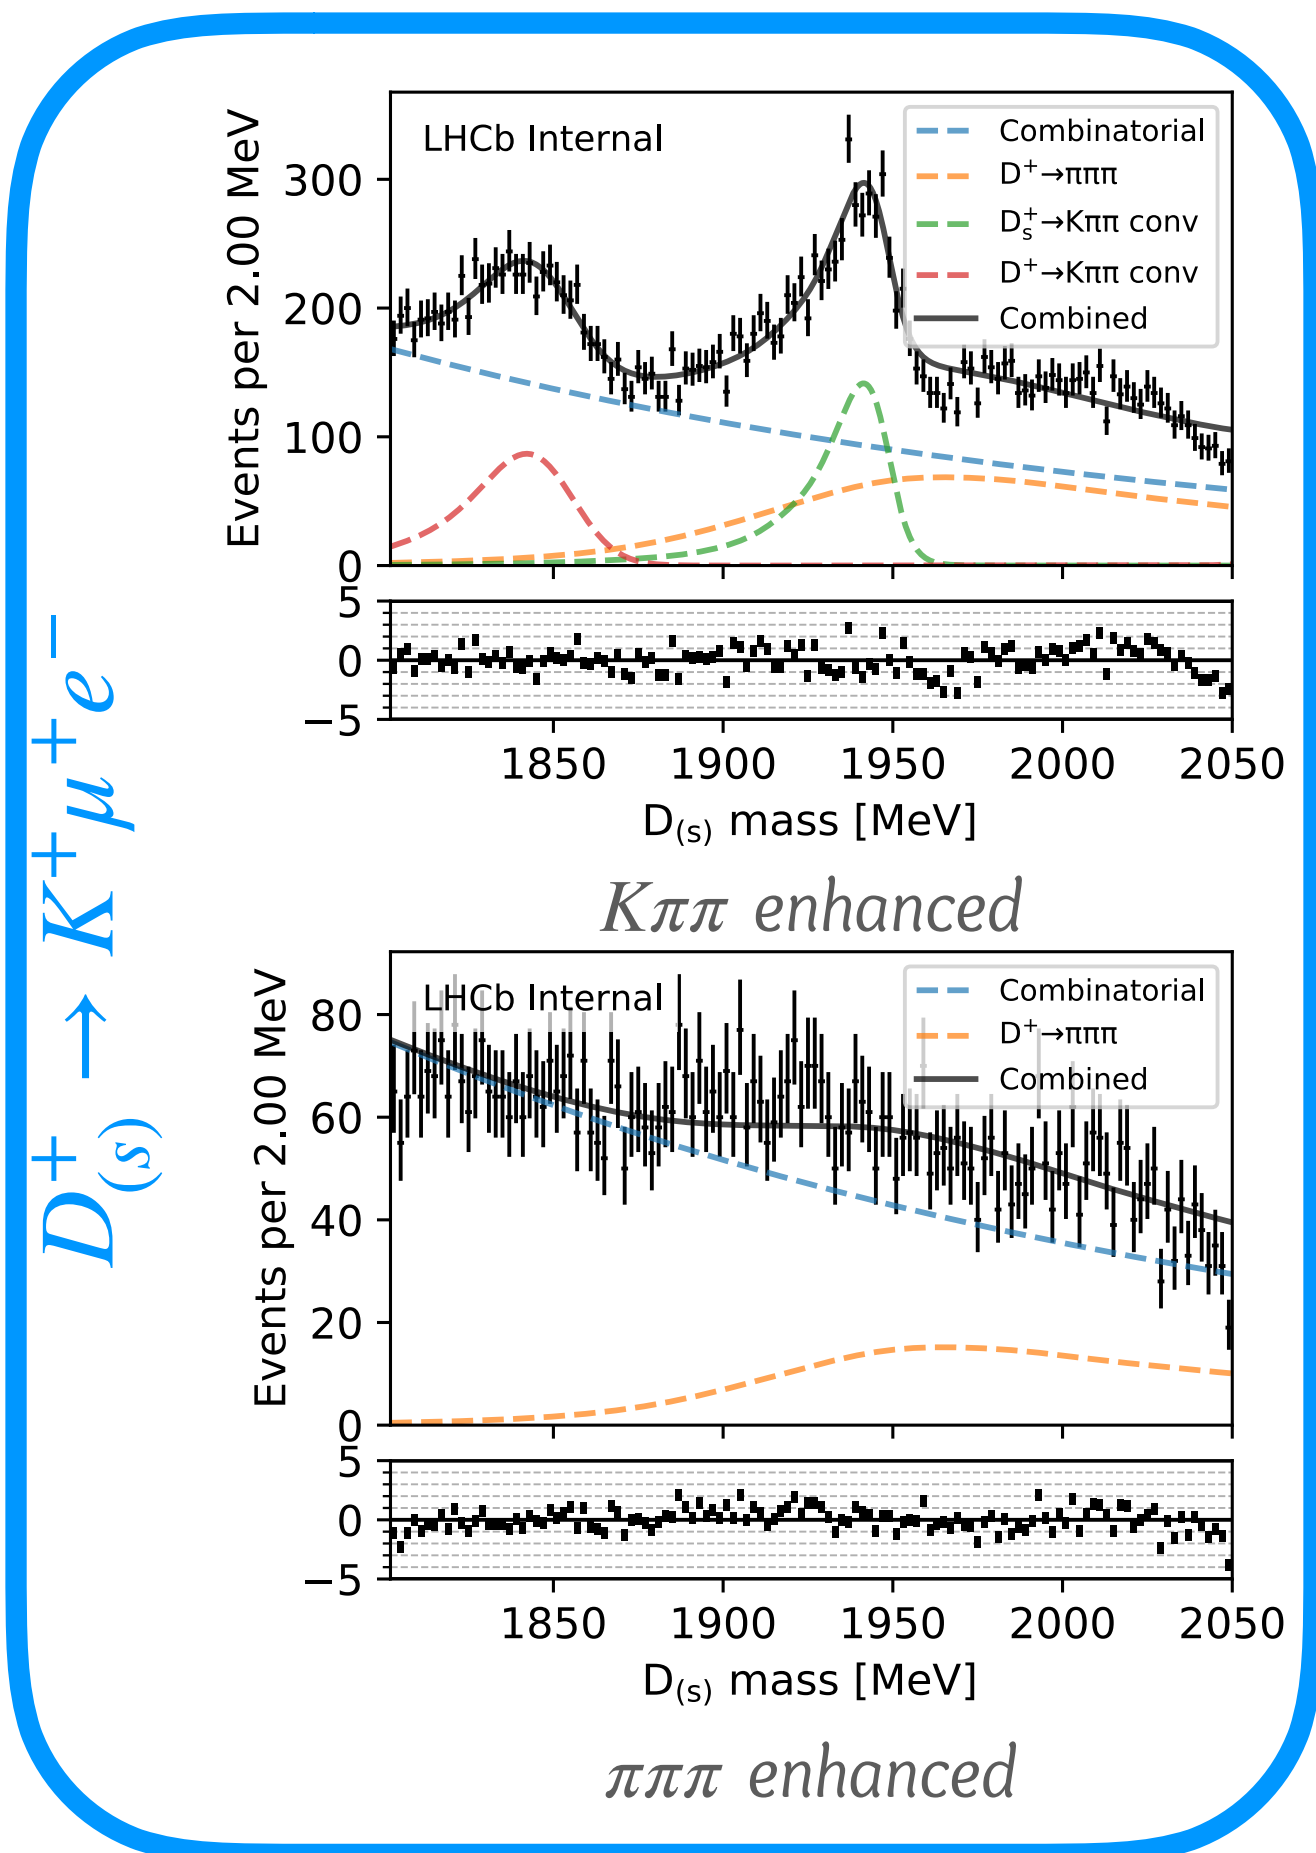 D⁺₍ₛ₎ → K⁺μ⁺e⁻
LHCb Internal
Combinatorial
D⁺→πππ
Dₛ⁺→Kππ conv
D⁺→Kππ conv
Combined
Events per 2.00 MeV
300
200
100
0
5
0
−5
1850 1900 1950 2000 2050
D₍ₛ₎ mass [MeV]
Kππ enhanced
LHCb Internal
Combinatorial
D⁺→πππ
Combined
Events per 2.00 MeV
80
60
40
20
0
5
0
−5
1850 1900 1950 2000 2050
D₍ₛ₎ mass [MeV]
πππ enhanced